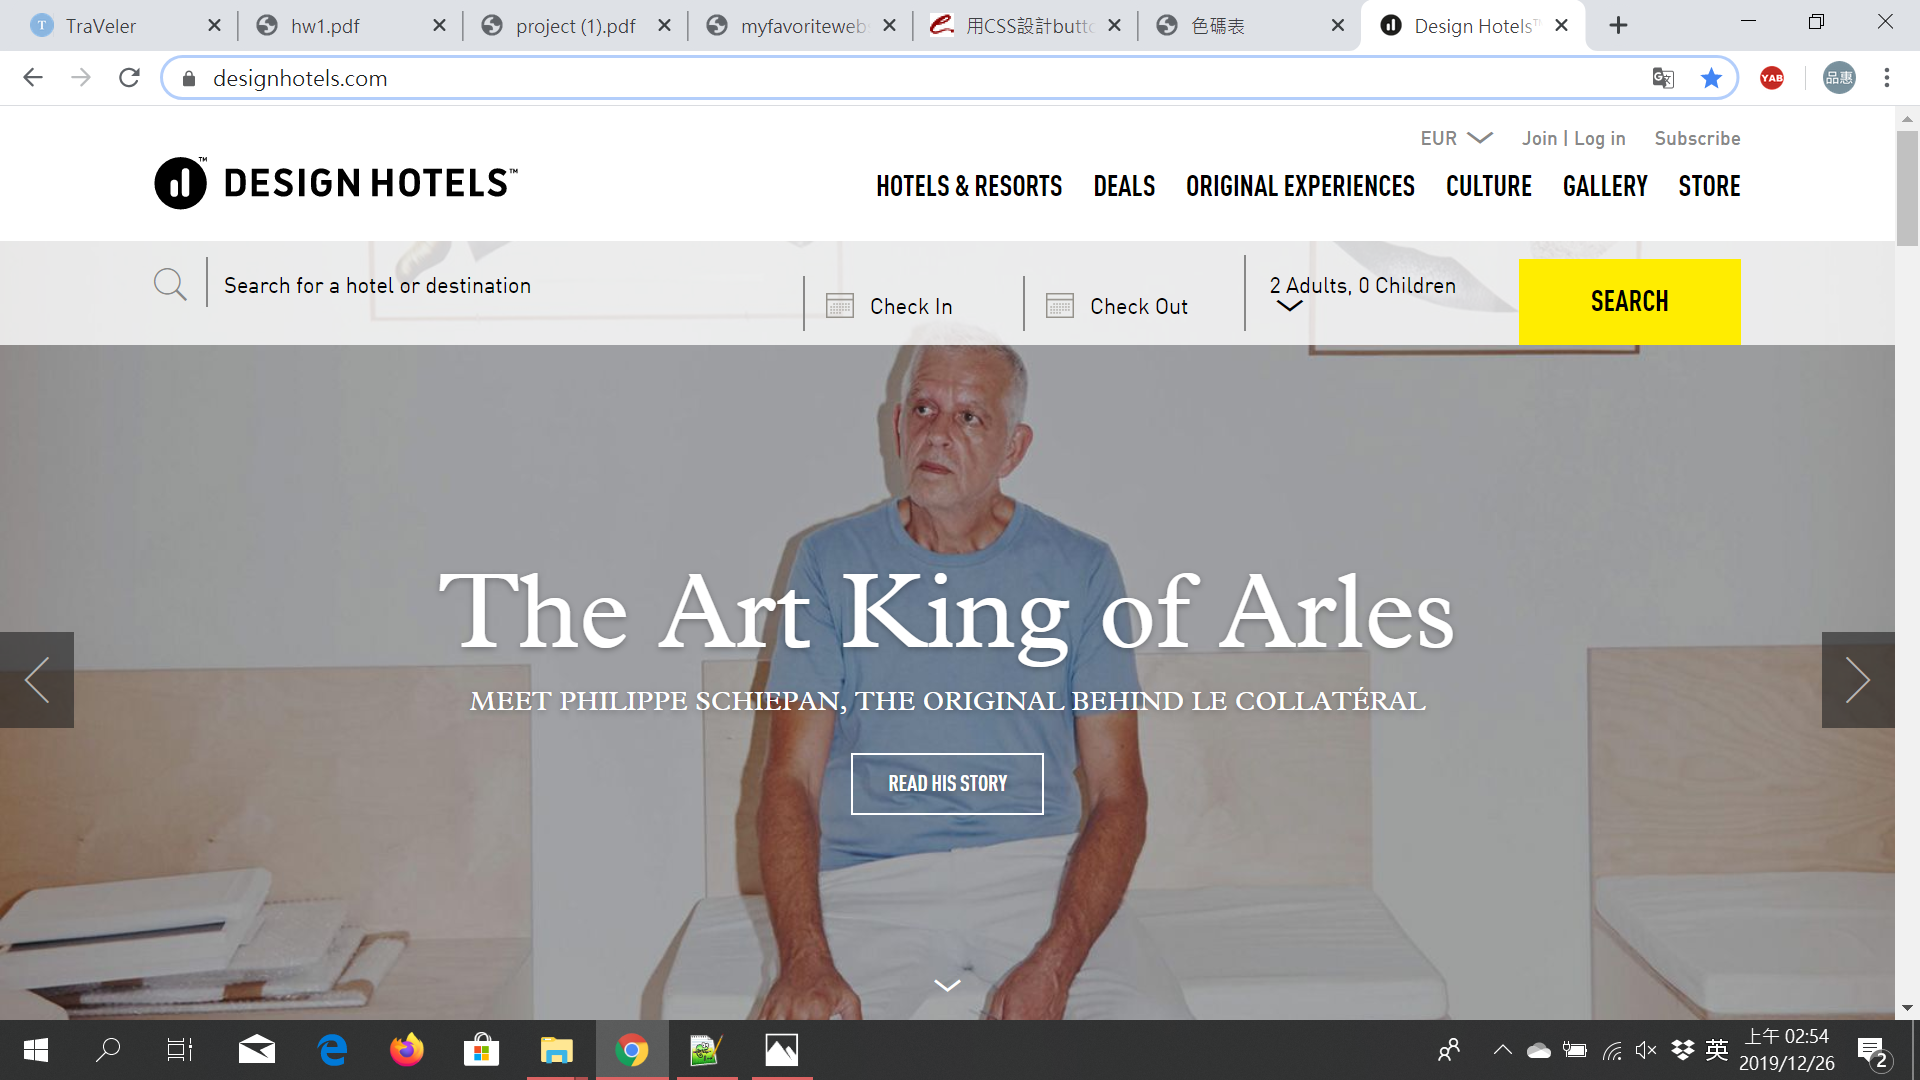 TraVeler
hw1.pdf
project (1).pdf
myfavoritewebs
用CSS設計butto
色碼表
Design Hotels™
designhotels.com
YAB
品惠
EUR
Join | Log in
Subscribe
DESIGN HOTELS™
HOTELS & RESORTS
DEALS
ORIGINAL EXPERIENCES
CULTURE
GALLERY
STORE
Search for a hotel or destination
Check In
Check Out
2 Adults, 0 Children
SEARCH
The Art King of Arles
MEET PHILIPPE SCHIEPAN, THE ORIGINAL BEHIND LE COLLATÉRAL
READ HIS STORY
英
上午 02:54
2019/12/26
2